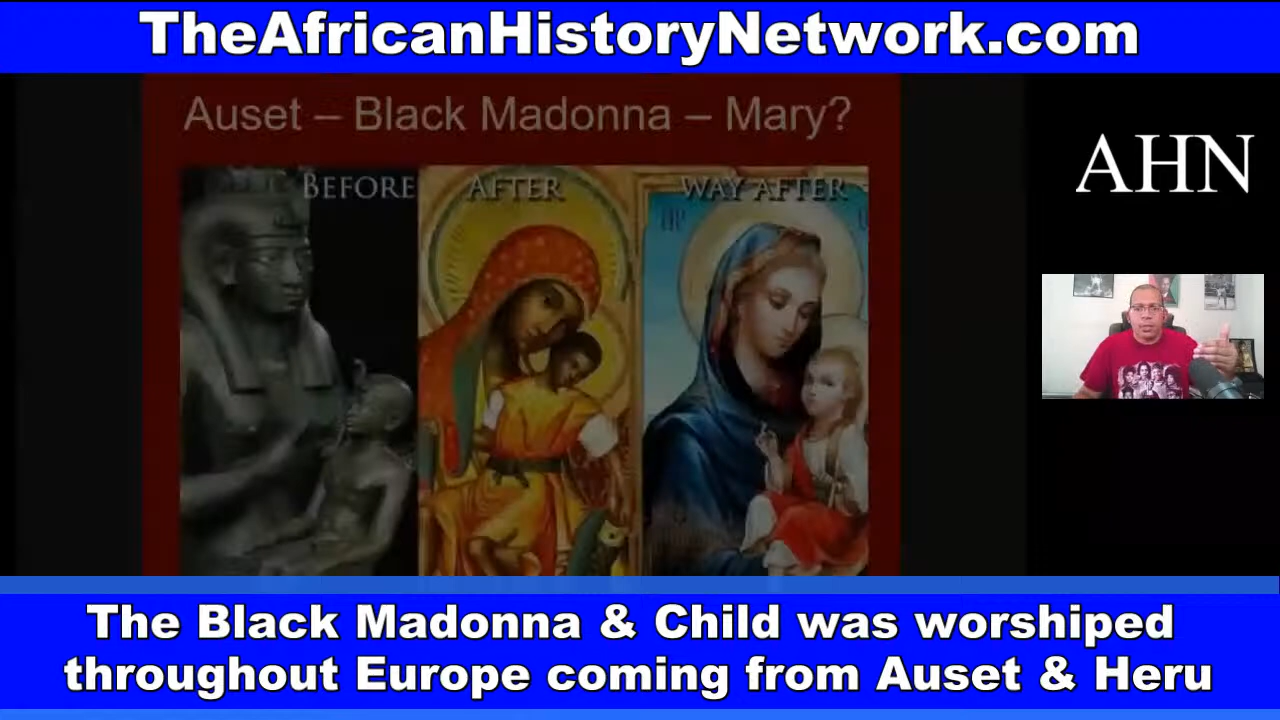 TheAfricanHistoryNetwork.com
Auset – Black Madonna – Mary?
BEFORE
AFTER
WAY AFTER
AHN
The Black Madonna & Child was worshiped
throughout Europe coming from Auset & Heru